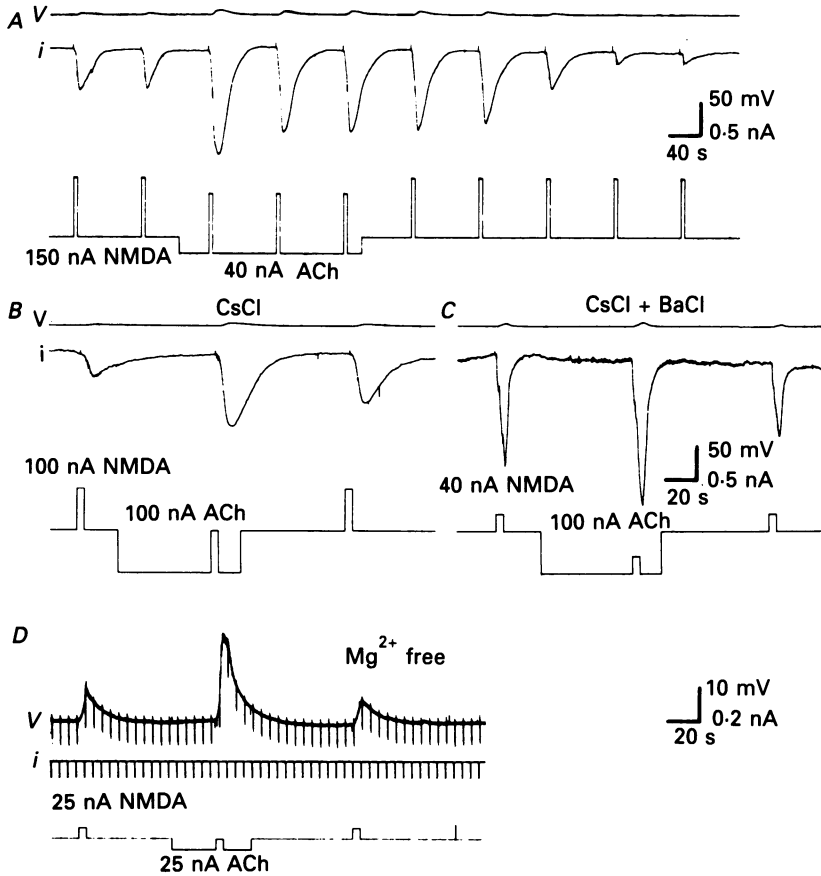 A V
i
50 mV
0·5 nA
40 s
150 nA NMDA
40 nA ACh
B CsCl
V
i
C CsCl + BaCl
100 nA NMDA
100 nA ACh
50 mV
0·5 nA
20 s
40 nA NMDA
100 nA ACh
D
Mg2+ free
V
i
10 mV
0·2 nA
20 s
25 nA NMDA
25 nA ACh